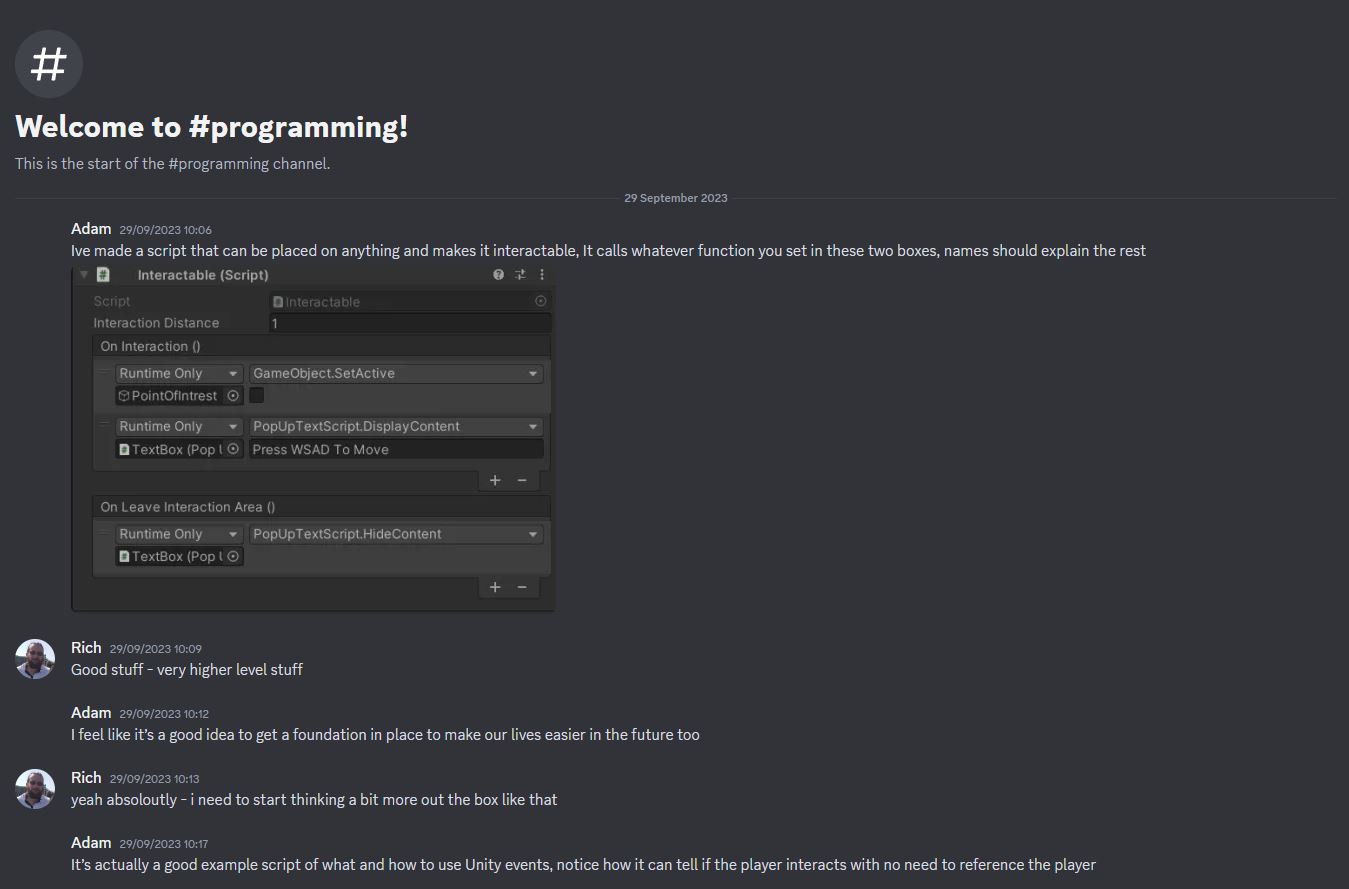 #
Welcome to #programming!
This is the start of the #programming channel.
29 September 2023
Adam 29/09/2023 10:06
Ive made a script that can be placed on anything and makes it interactable, It calls whatever function you set in these two boxes, names should explain the rest
# Interactable (Script)
Script # Interactable
Interaction Distance 1
On Interaction ()
Runtime Only GameObject.SetActive
PointOfIntrest
Runtime Only PopUpTextScript.DisplayContent
# TextBox (Pop U Press WSAD To Move
+ −
On Leave Interaction Area ()
Runtime Only PopUpTextScript.HideContent
# TextBox (Pop U
+ −
Rich 29/09/2023 10:09
Good stuff - very higher level stuff
Adam 29/09/2023 10:12
I feel like it's a good idea to get a foundation in place to make our lives easier in the future too
Rich 29/09/2023 10:13
yeah absoloutly - i need to start thinking a bit more out the box like that
Adam 29/09/2023 10:17
It's actually a good example script of what and how to use Unity events, notice how it can tell if the player interacts with no need to reference the player